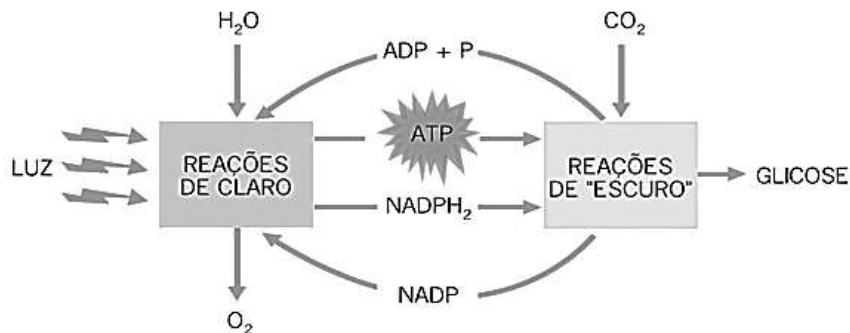 H₂O
CO₂
ADP + P
ATP
LUZ
REAÇÕES
DE CLARO
REAÇÕES
DE "ESCURO"
GLICOSE
NADPH₂
NADP
O₂